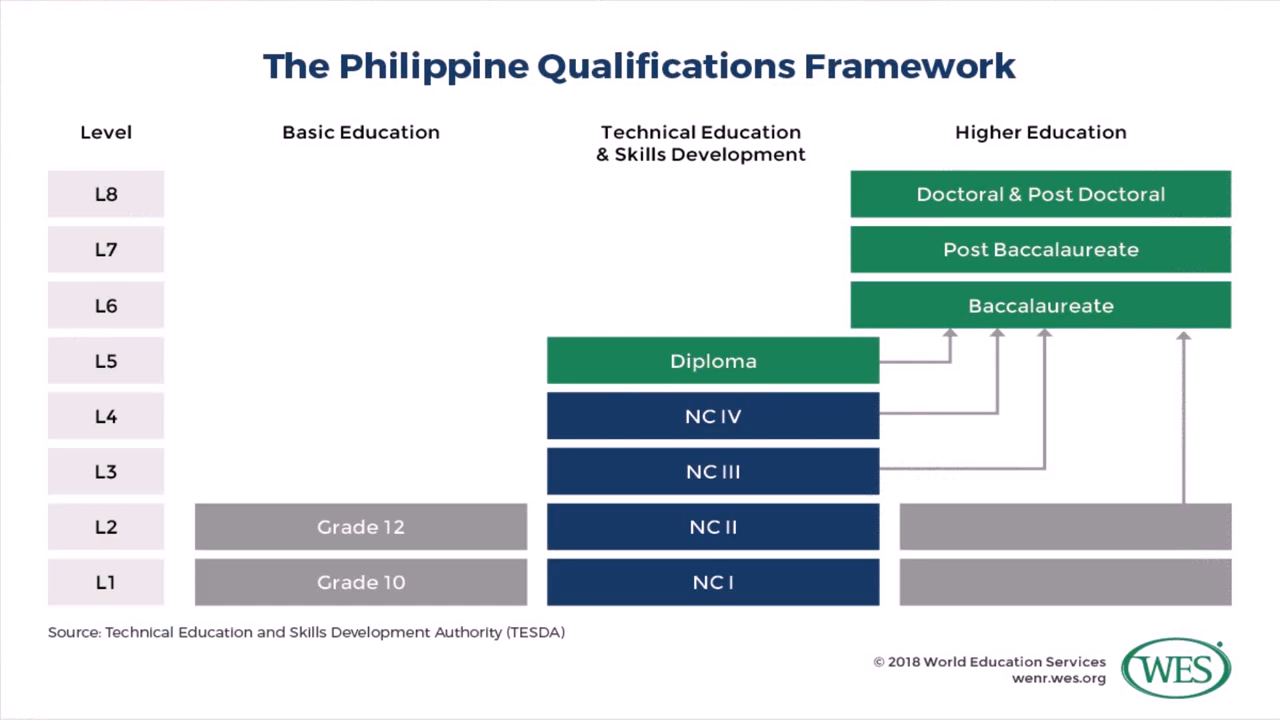 The Philippine Qualifications Framework
Level
Basic Education
Technical Education
& Skills Development
Higher Education
L8
Doctoral & Post Doctoral
L7
Post Baccalaureate
L6
Baccalaureate
L5
Diploma
L4
NC IV
L3
NC III
L2
Grade 12
NC II
L1
Grade 10
NC I
Source: Technical Education and Skills Development Authority (TESDA)
© 2018 World Education Services
wenr.wes.org
WES